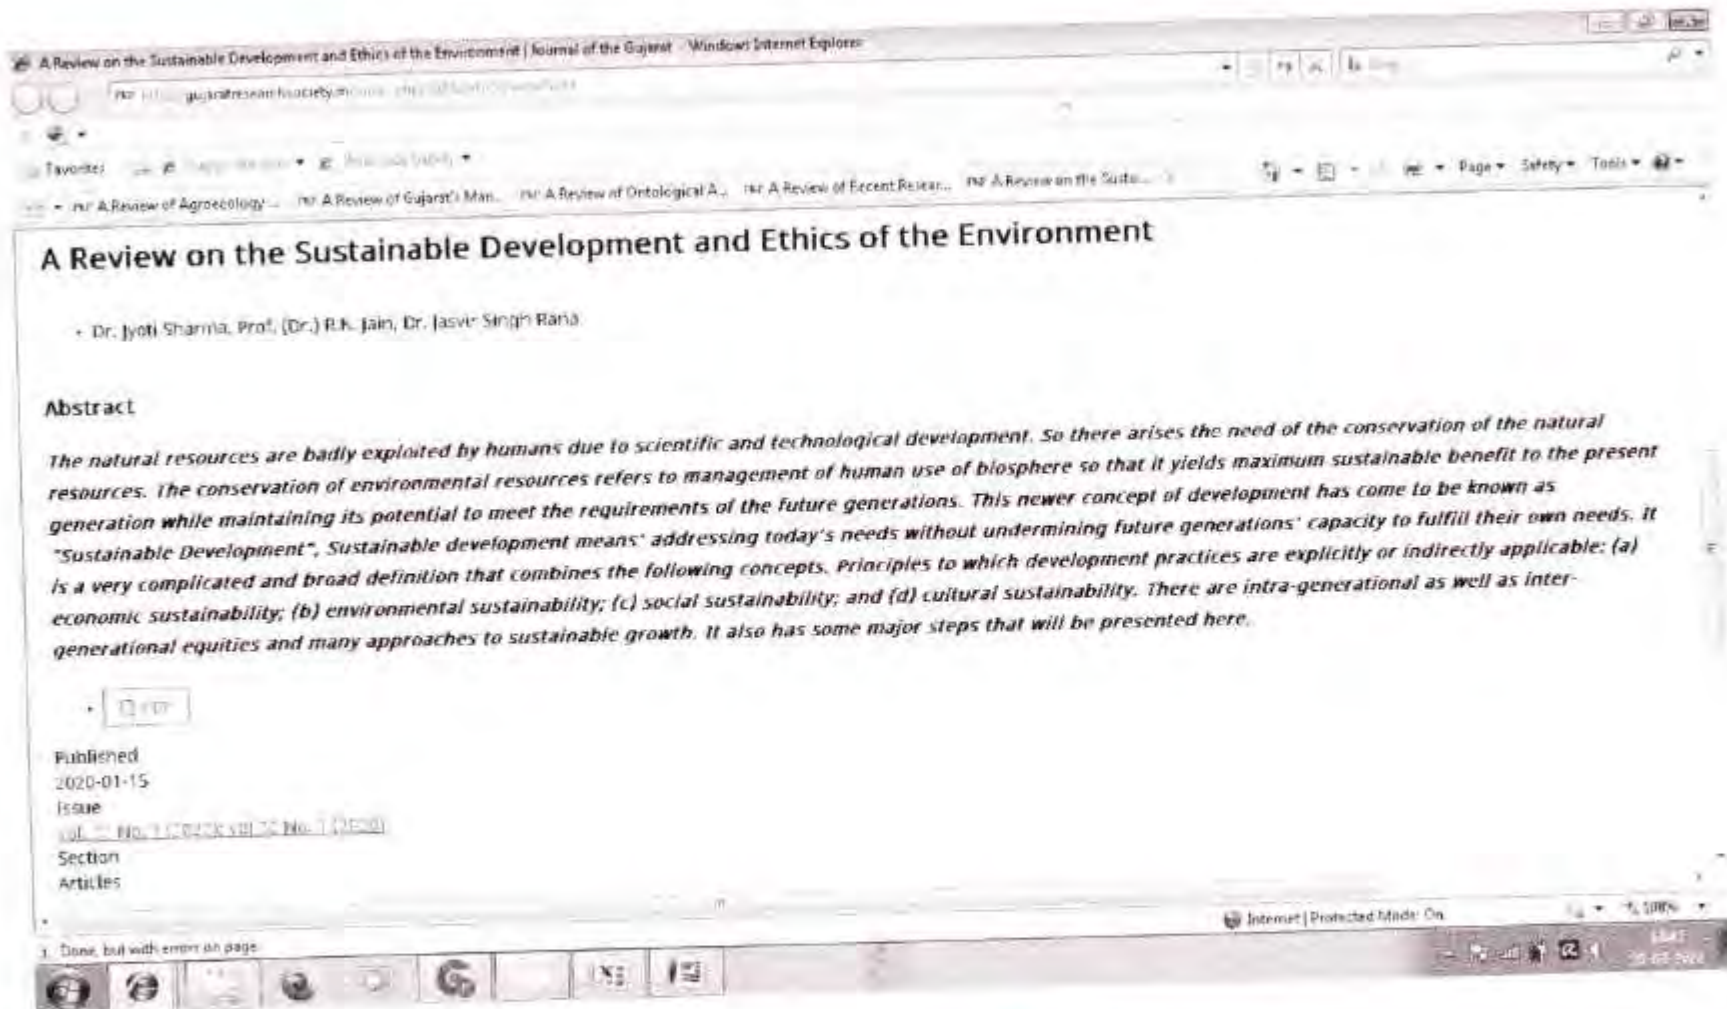 A Review on the Sustainable Development and Ethics of the Environment | Journal of the Gujarat - Windows Internet Explorer
Favorites
Page Safety Tools
A Review of Agroecology ... A Review of Gujarat's Man... A Review of Ontological A... A Review of Recent Resear... A Review on the Susta...
A Review on the Sustainable Development and Ethics of the Environment
• Dr. Jyoti Sharma, Prof. (Dr.) R.K. Jain, Dr. Jasvir Singh Rana
Abstract
The natural resources are badly exploited by humans due to scientific and technological development. So there arises the need of the conservation of the natural
resources. The conservation of environmental resources refers to management of human use of biosphere so that it yields maximum sustainable benefit to the present
generation while maintaining its potential to meet the requirements of the future generations. This newer concept of development has come to be known as
"Sustainable Development", Sustainable development means' addressing today's needs without undermining future generations' capacity to fulfill their own needs. It
is a very complicated and broad definition that combines the following concepts. Principles to which development practices are explicitly or indirectly applicable: (a)
economic sustainability; (b) environmental sustainability; (c) social sustainability; and (d) cultural sustainability. There are intra-generational as well as inter-
generational equities and many approaches to sustainable growth. It also has some major steps that will be presented here.
• PDF
Published
2020-01-15
Issue
Section
Articles
Internet | Protected Mode: On
100%
Done, but with errors on page